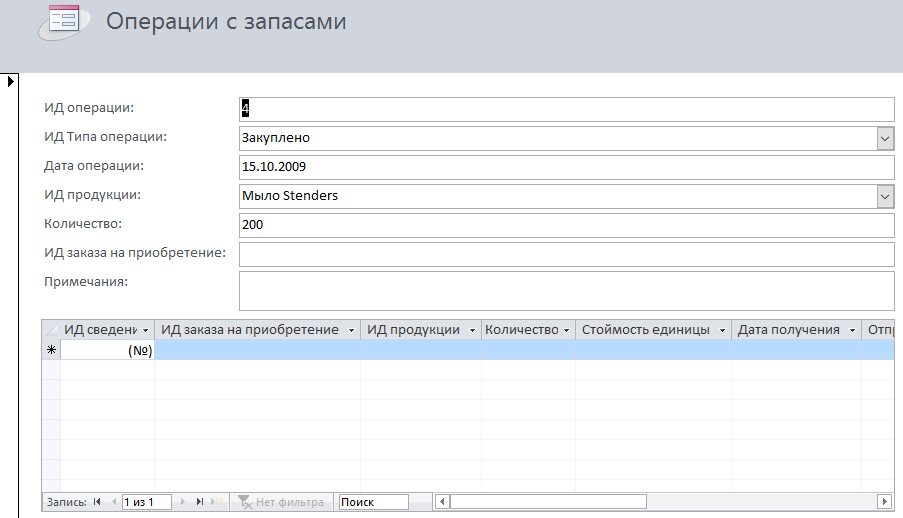 Операции с запасами
ИД операции: 4
ИД Типа операции: Закуплено
Дата операции: 15.10.2009
ИД продукции: Мыло Stenders
Количество: 200
ИД заказа на приобретение:
Примечания:
ИД сведени ИД заказа на приобретение ИД продукции Количество Стоймость единицы Дата получения Отпр
(№)
Запись: 1 из 1 Нет фильтра Поиск